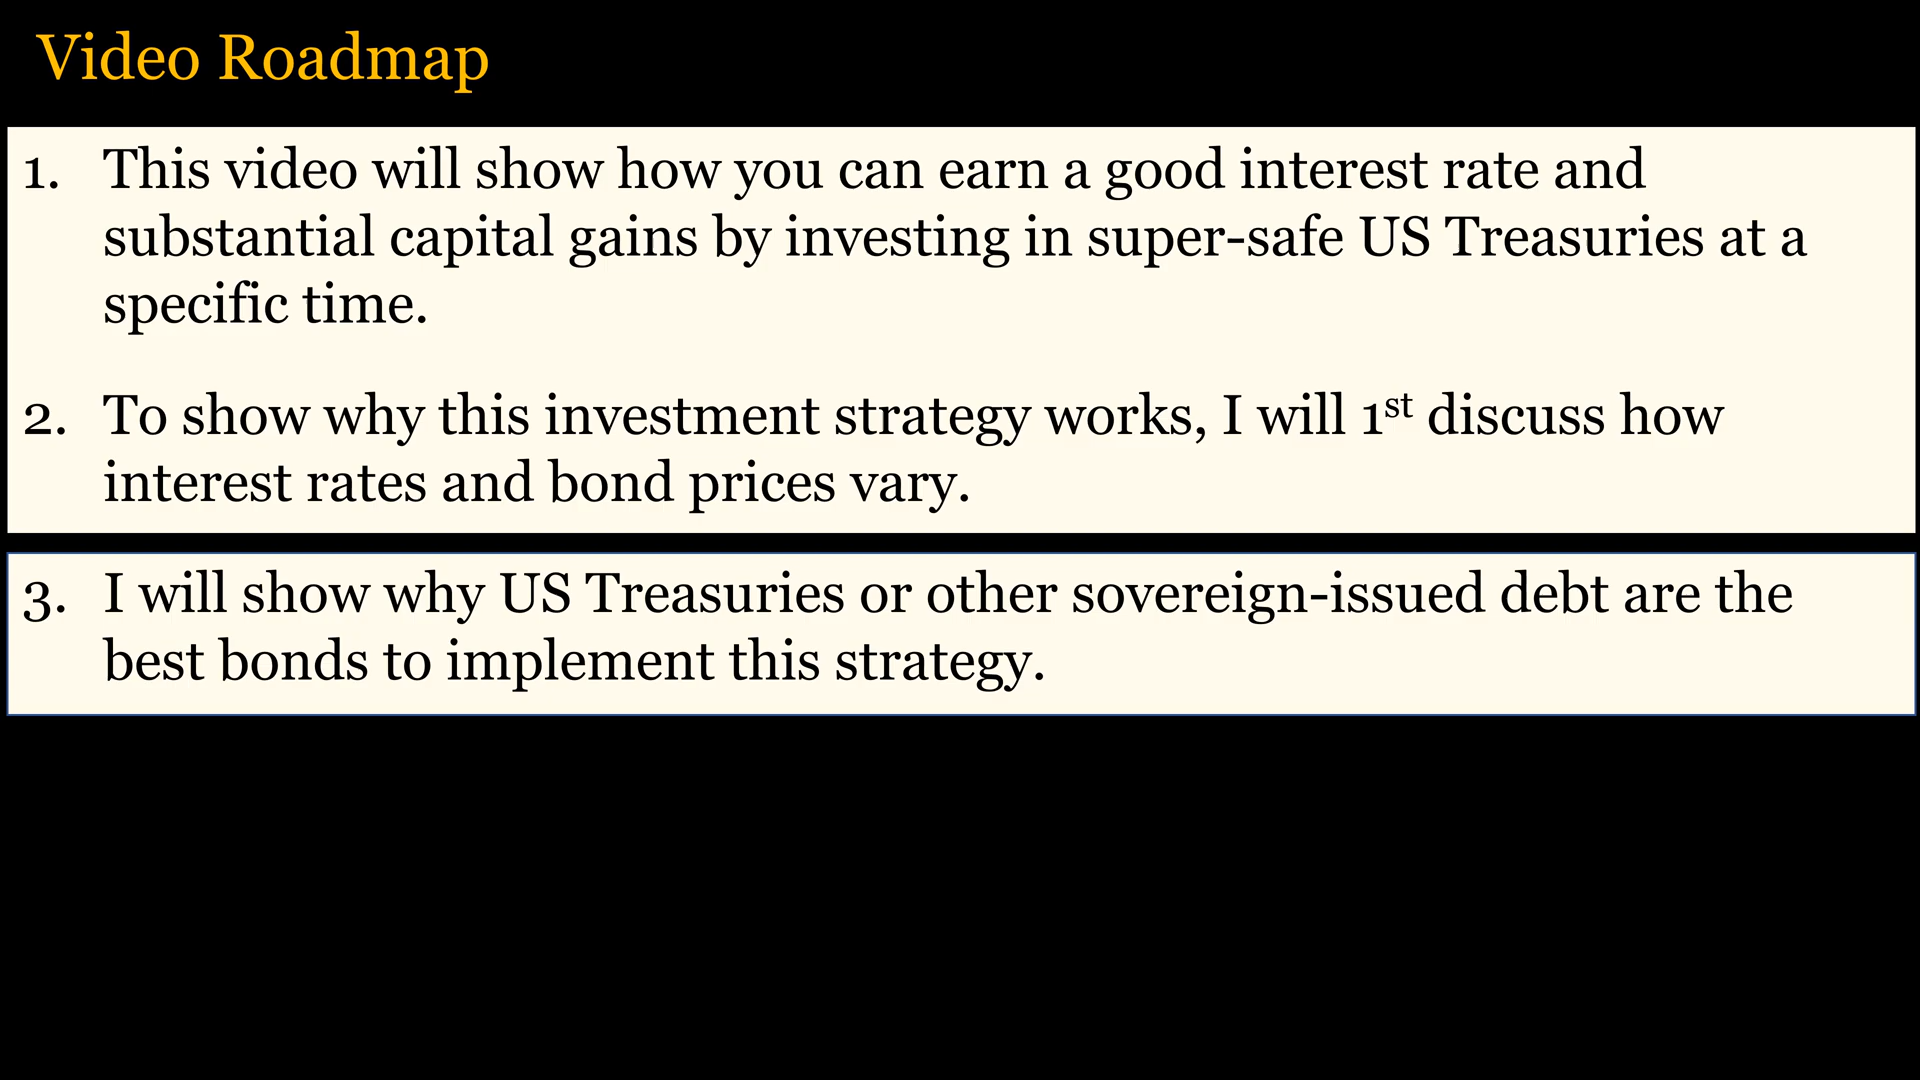 Video Roadmap
1. This video will show how you can earn a good interest rate and
substantial capital gains by investing in super-safe US Treasuries at a
specific time.
2. To show why this investment strategy works, I will 1st discuss how
interest rates and bond prices vary.
3. I will show why US Treasuries or other sovereign-issued debt are the
best bonds to implement this strategy.